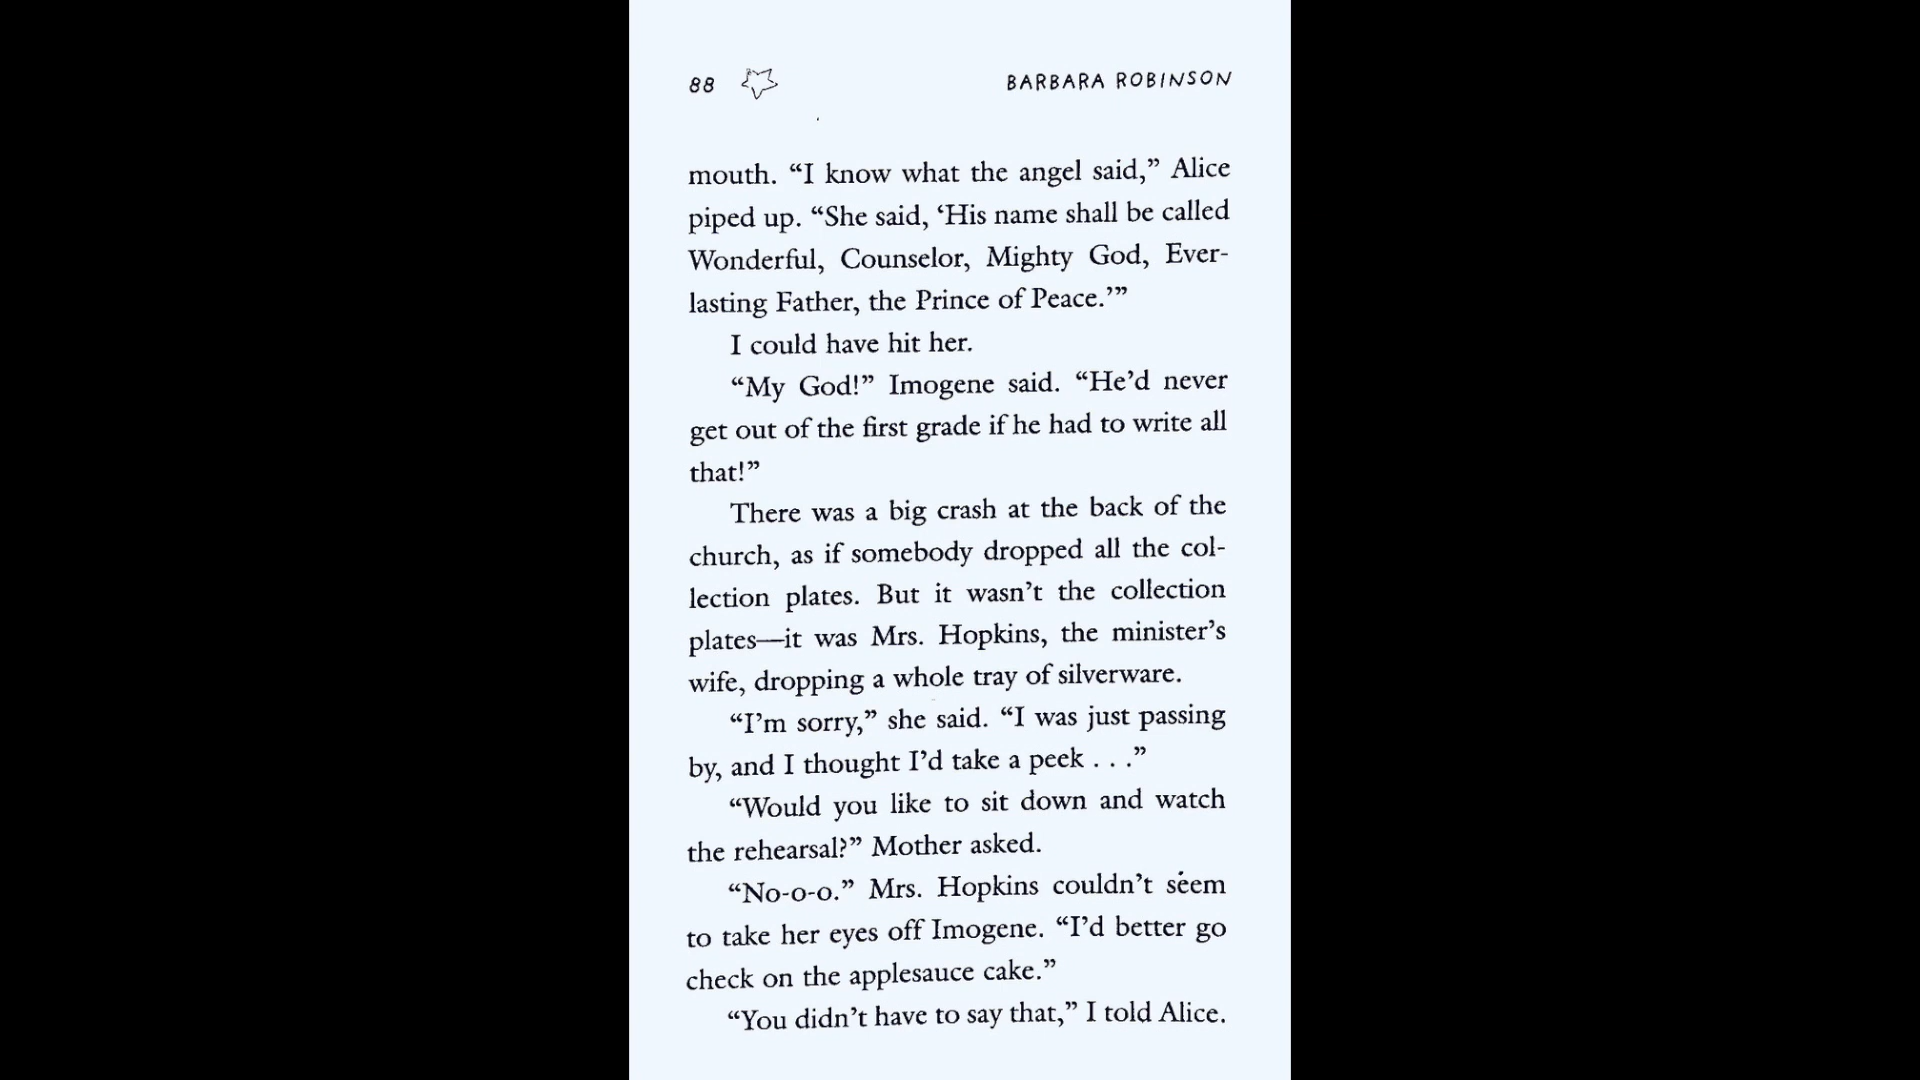 88 BARBARA ROBINSON
mouth. “I know what the angel said,” Alice
piped up. “She said, ‘His name shall be called
Wonderful, Counselor, Mighty God, Ever-
lasting Father, the Prince of Peace.’”
I could have hit her.
“My God!” Imogene said. “He’d never
get out of the first grade if he had to write all
that!”
There was a big crash at the back of the
church, as if somebody dropped all the col-
lection plates. But it wasn’t the collection
plates—it was Mrs. Hopkins, the minister’s
wife, dropping a whole tray of silverware.
“I’m sorry,” she said. “I was just passing
by, and I thought I’d take a peek . . .”
“Would you like to sit down and watch
the rehearsal?” Mother asked.
“No-o-o.” Mrs. Hopkins couldn’t seem
to take her eyes off Imogene. “I’d better go
check on the applesauce cake.”
“You didn’t have to say that,” I told Alice.